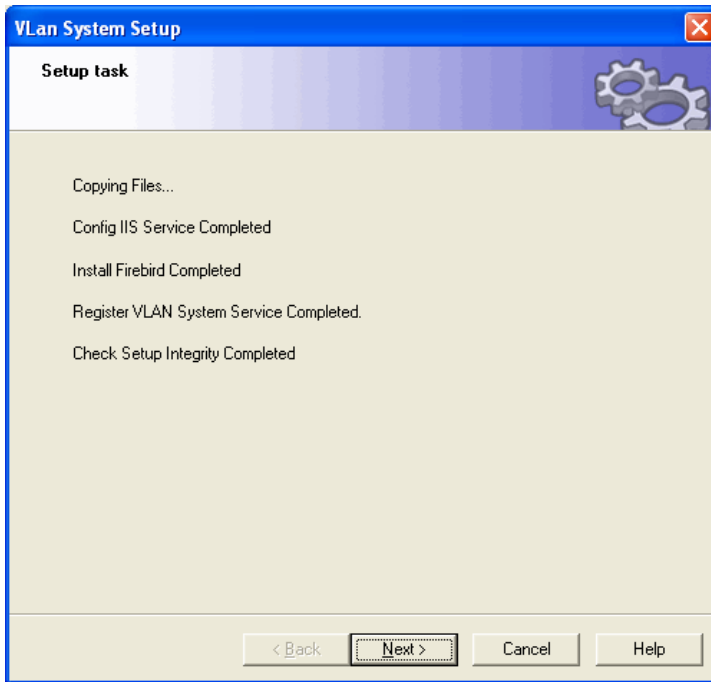 VLan System Setup
Setup task
Copying Files...
Config IIS Service Completed
Install Firebird Completed
Register VLAN System Service Completed.
Check Setup Integrity Completed
< Back Next > Cancel Help